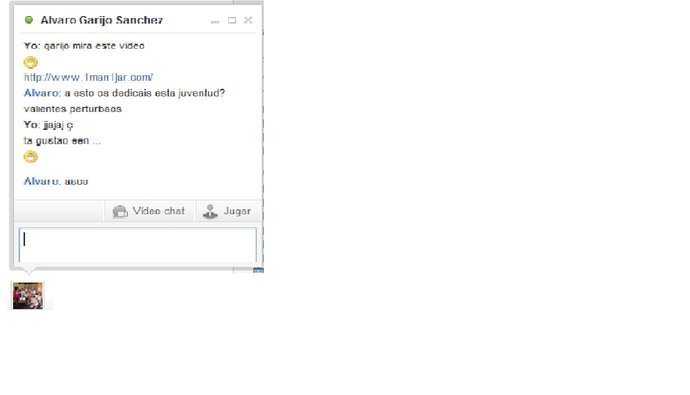 Alvaro Garijo Sanchez
Yo: garijo mira este video
http://www.1man1jar.com/
Alvaro: a esto os dedicais esta juventud?
valientes perturbaos
Yo: jjajaj ç
ta gustao een ...
Alvaro: asou
Video chat
Jugar